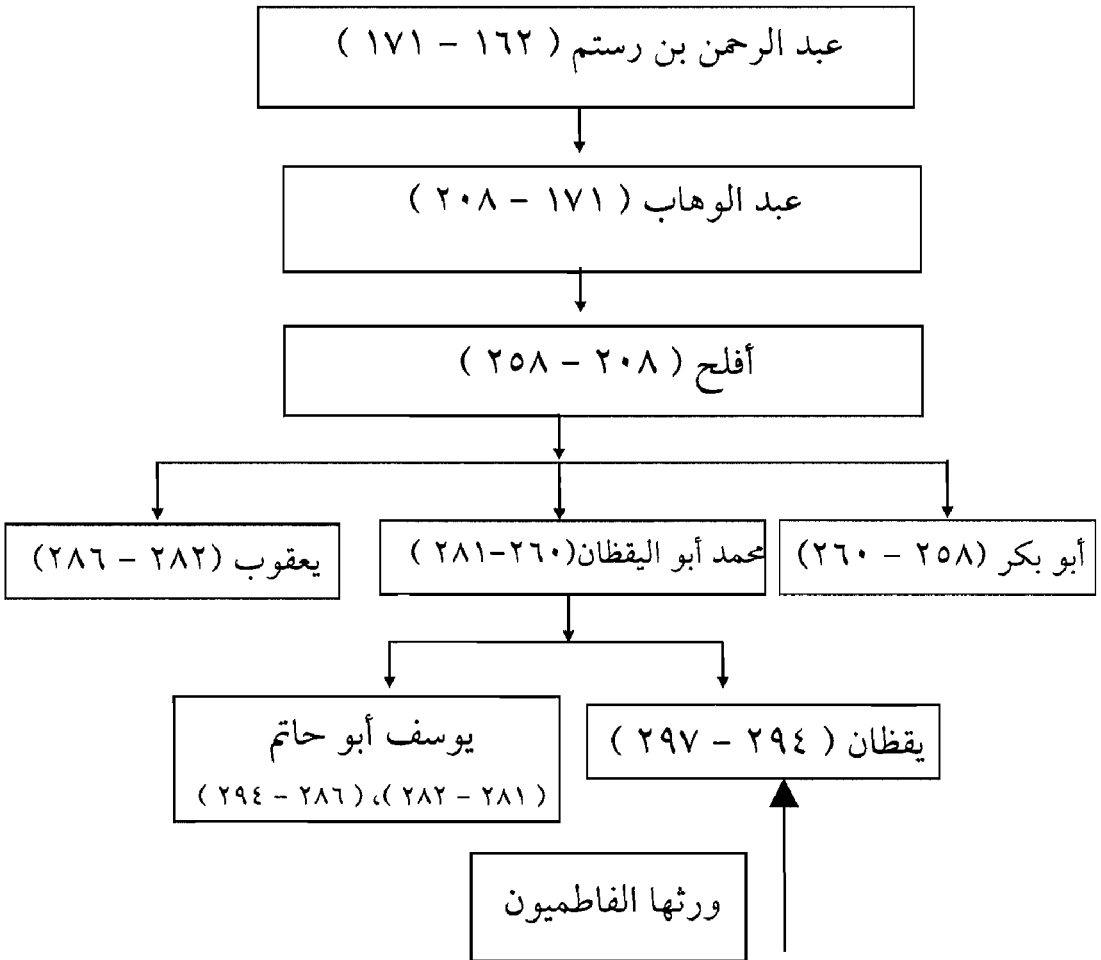 عبد الرحمن بن رستم ( ١٦٢ - ١٧١ )
عبد الوهاب ( ١٧١ - ٢٠٨ )
أفلح ( ٢٠٨ - ٢٥٨ )
أبو بكر (٢٥٨ - ٢٦٠)
محمد أبو اليقظان(٢٦٠-٢٨١ )
يعقوب (٢٨٢ - ٢٨٦)
يقظان ( ٢٩٤ - ٢٩٧ )
يوسف أبو حاتم
( ٢٨١ - ٢٨٢)، (٢٨٦ - ٢٩٤ )
ورثها الفاطميون